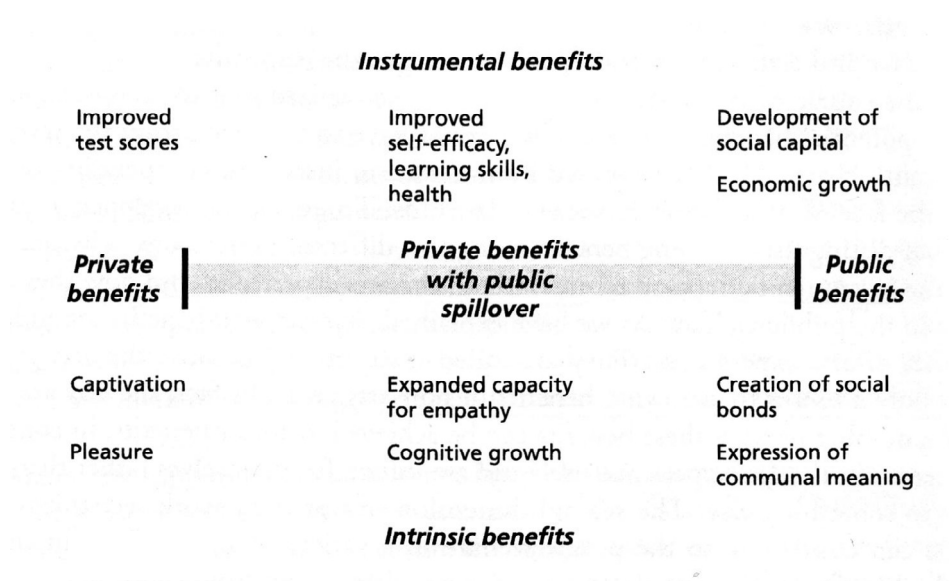 Instrumental benefits
Improved
test scores
Improved
self-efficacy,
learning skills,
health
Development of
social capital
Economic growth
Private
benefits
Private benefits
with public
spillover
Public
benefits
Captivation
Pleasure
Expanded capacity
for empathy
Cognitive growth
Creation of social
bonds
Expression of
communal meaning
Intrinsic benefits